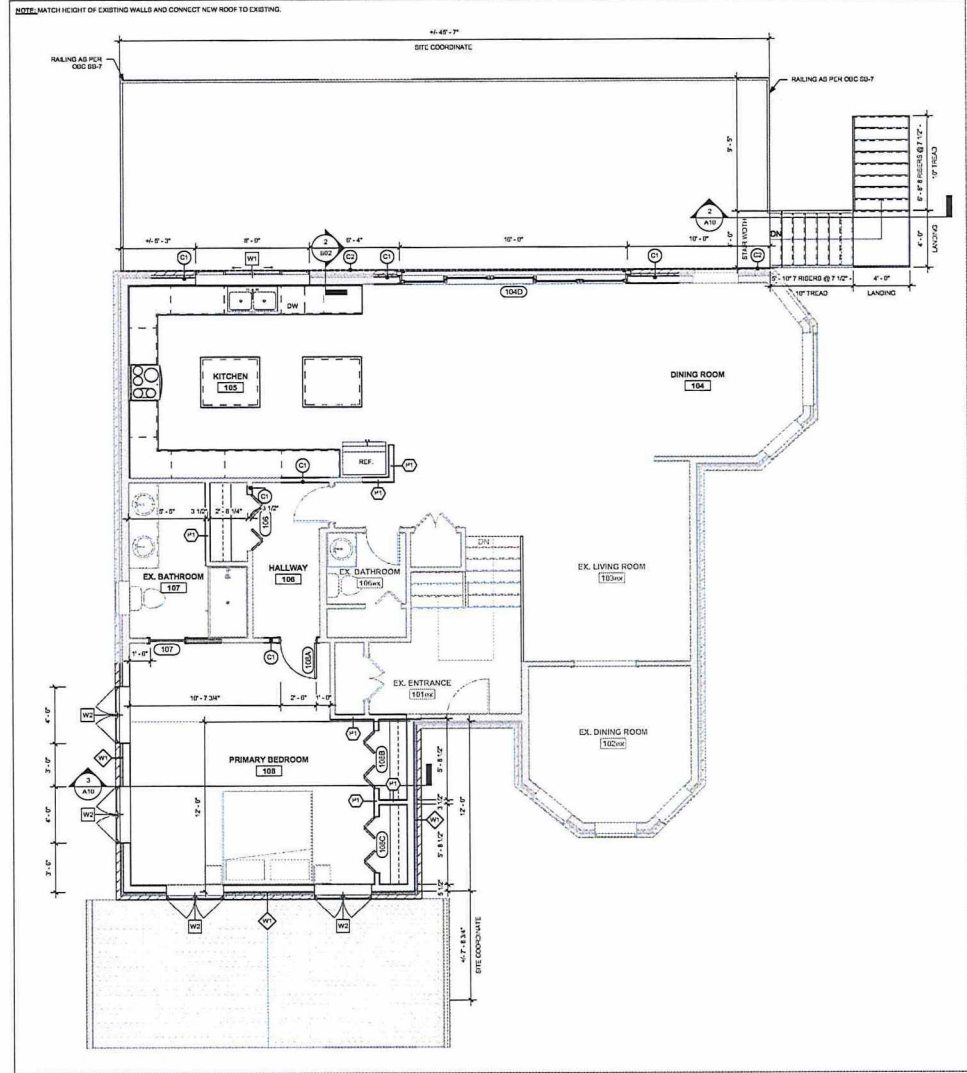 NOTE: MATCH HEIGHT OF EXISTING WALLS AND CONNECT NEW ROOF TO EXISTING.
+/- 45' - 7"
SITE COORDINATE
RAILING AS PER
OBC SB-7
RAILING AS PER OBC SB-7
9' - 5"
6' - 8" 8 RISERS @ 7 1/2" -
10" TREAD
4' - 0"
LANDING
2
A10
STAIR WIDTH
DN
+/- 5' - 3"
8' - 0"
2
6' - 4"
16' - 0"
10' - 0"
C1
W1
C2
C1
C1
C2
104D
5' - 10" 7 RISERS @ 7 1/2" -
10" TREAD
4' - 0"
LANDING
DW
KITCHEN
105
DINING ROOM
104
REF.
P1
C1
P1
C1
3 1/2"
2' - 8 1/4"
3 1/2"
106
P1
DN
EX. BATHROOM
107
HALLWAY
106
EX. BATHROOM
106ex
EX. LIVING ROOM
103ex
107
C1
108A
1' - 0"
10' - 7 3/4"
2' - 0"
1' - 0"
EX. ENTRANCE
101ex
EX. DINING ROOM
102ex
4' - 0"
W2
P1
W1
3' - 0"
PRIMARY BEDROOM
108
108B
5' - 8 1/2"
P1
3
A10
12' - 0"
P1
3 1/2"
12' - 0"
W1
4' - 0"
W2
108C
5' - 8 1/2"
3' - 6"
5 1/2"
W2
W1
W2
+/- 7' - 8 3/4"
SITE COORDINATE